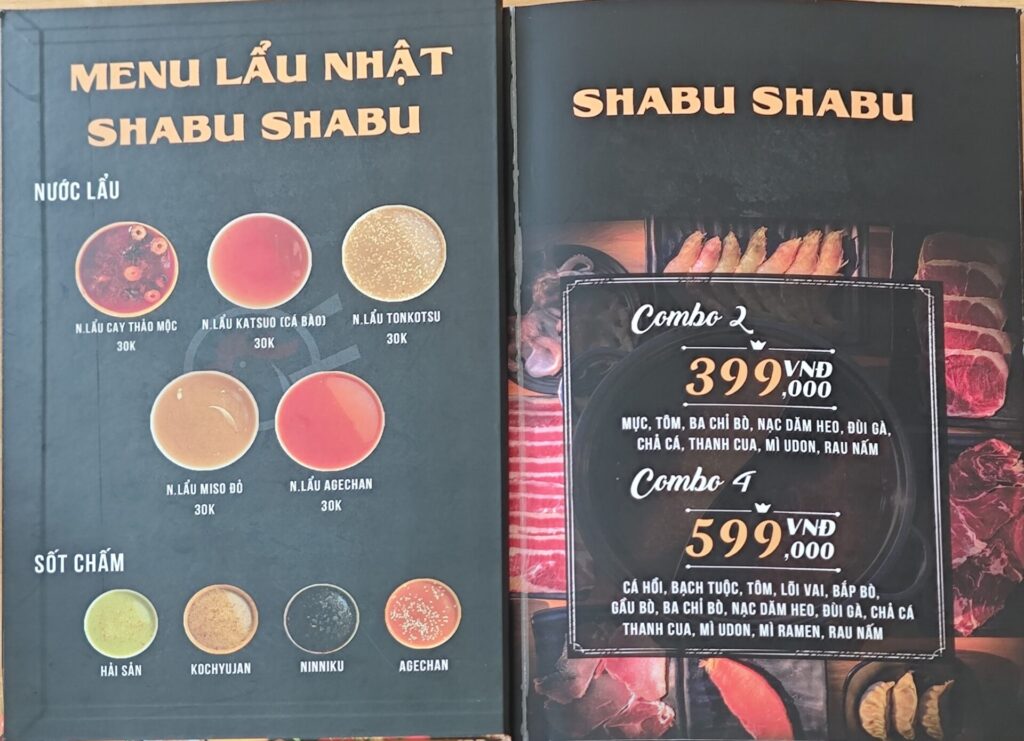 MENU LẨU NHẬT
SHABU SHABU
NƯỚC LẨU
N.LẨU CAY THẢO MỘC
30K
N.LẨU KATSUO (CÁ BÀO)
30K
N.LẨU TONKOTSU
30K
N.LẨU MISO ĐỎ
30K
N.LẨU AGECHAN
30K
SỐT CHẤM
HẢI SẢN
KOCHYUJAN
NINNIKU
AGECHAN
SHABU SHABU
Combo 2
399,000 VNĐ
MỰC, TÔM, BA CHỈ BÒ, NẠC DĂM HEO, ĐÙI GÀ,
CHẢ CÁ, THANH CUA, MÌ UDON, RAU NẤM
Combo 4
599,000 VNĐ
CÁ HỒI, BẠCH TUỘC, TÔM, LÕI VAI, BẮP BÒ,
GẦU BÒ, BA CHỈ BÒ, NẠC DĂM HEO, ĐÙI GÀ, CHẢ CÁ
THANH CUA, MÌ UDON, MÌ RAMEN, RAU NẤM